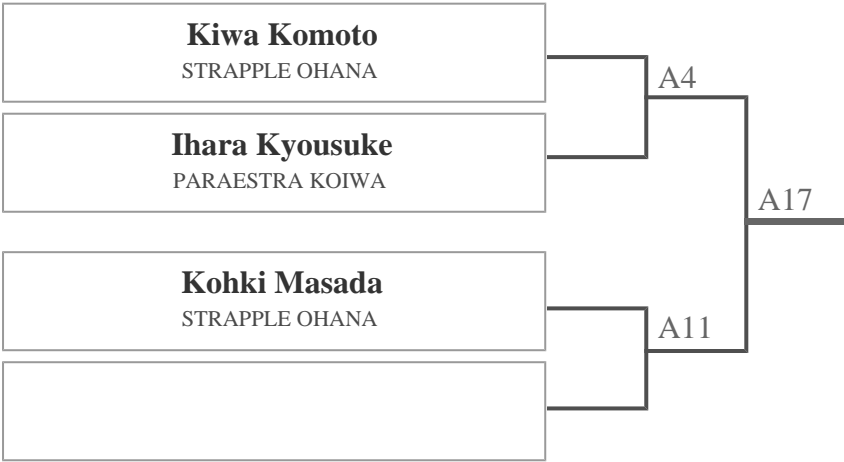 Kiwa Komoto
STRAPPLE OHANA
A4
Ihara Kyousuke
PARAESTRA KOIWA
A17
Kohki Masada
STRAPPLE OHANA
A11